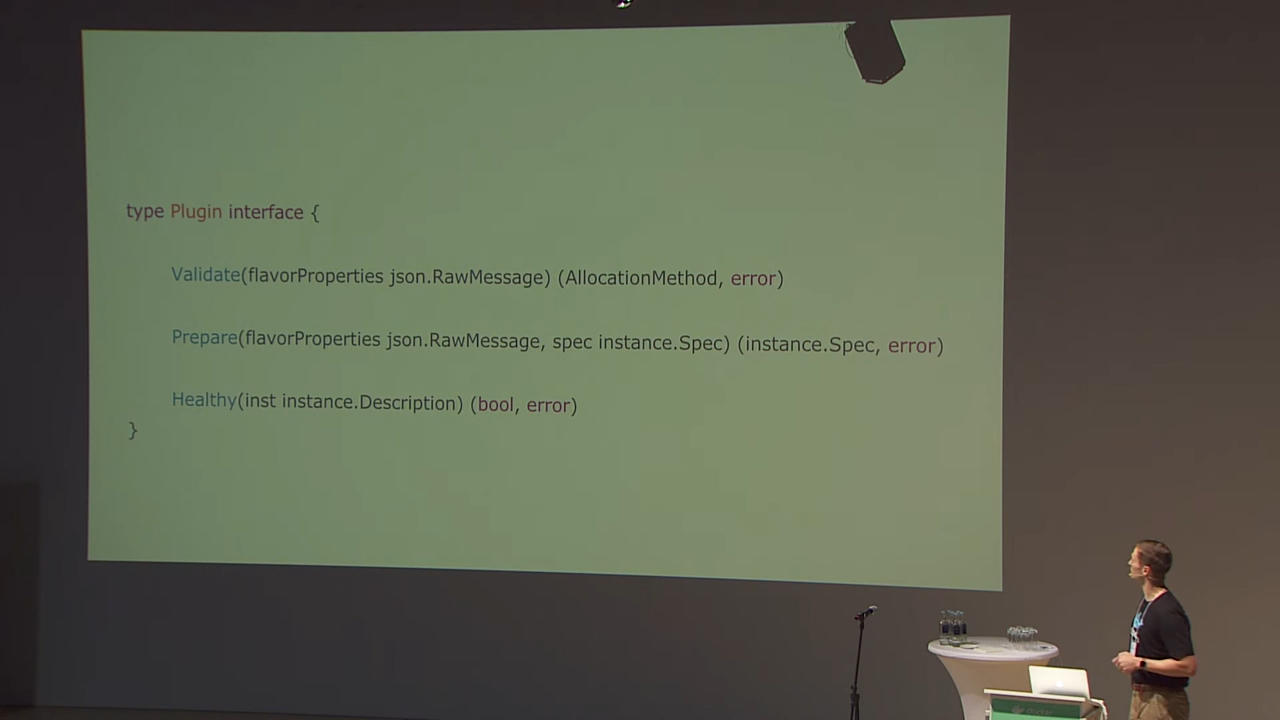 type Plugin interface {
Validate(flavorProperties json.RawMessage) (AllocationMethod, error)
Prepare(flavorProperties json.RawMessage, spec instance.Spec) (instance.Spec, error)
Healthy(inst instance.Description) (bool, error)
}
docker